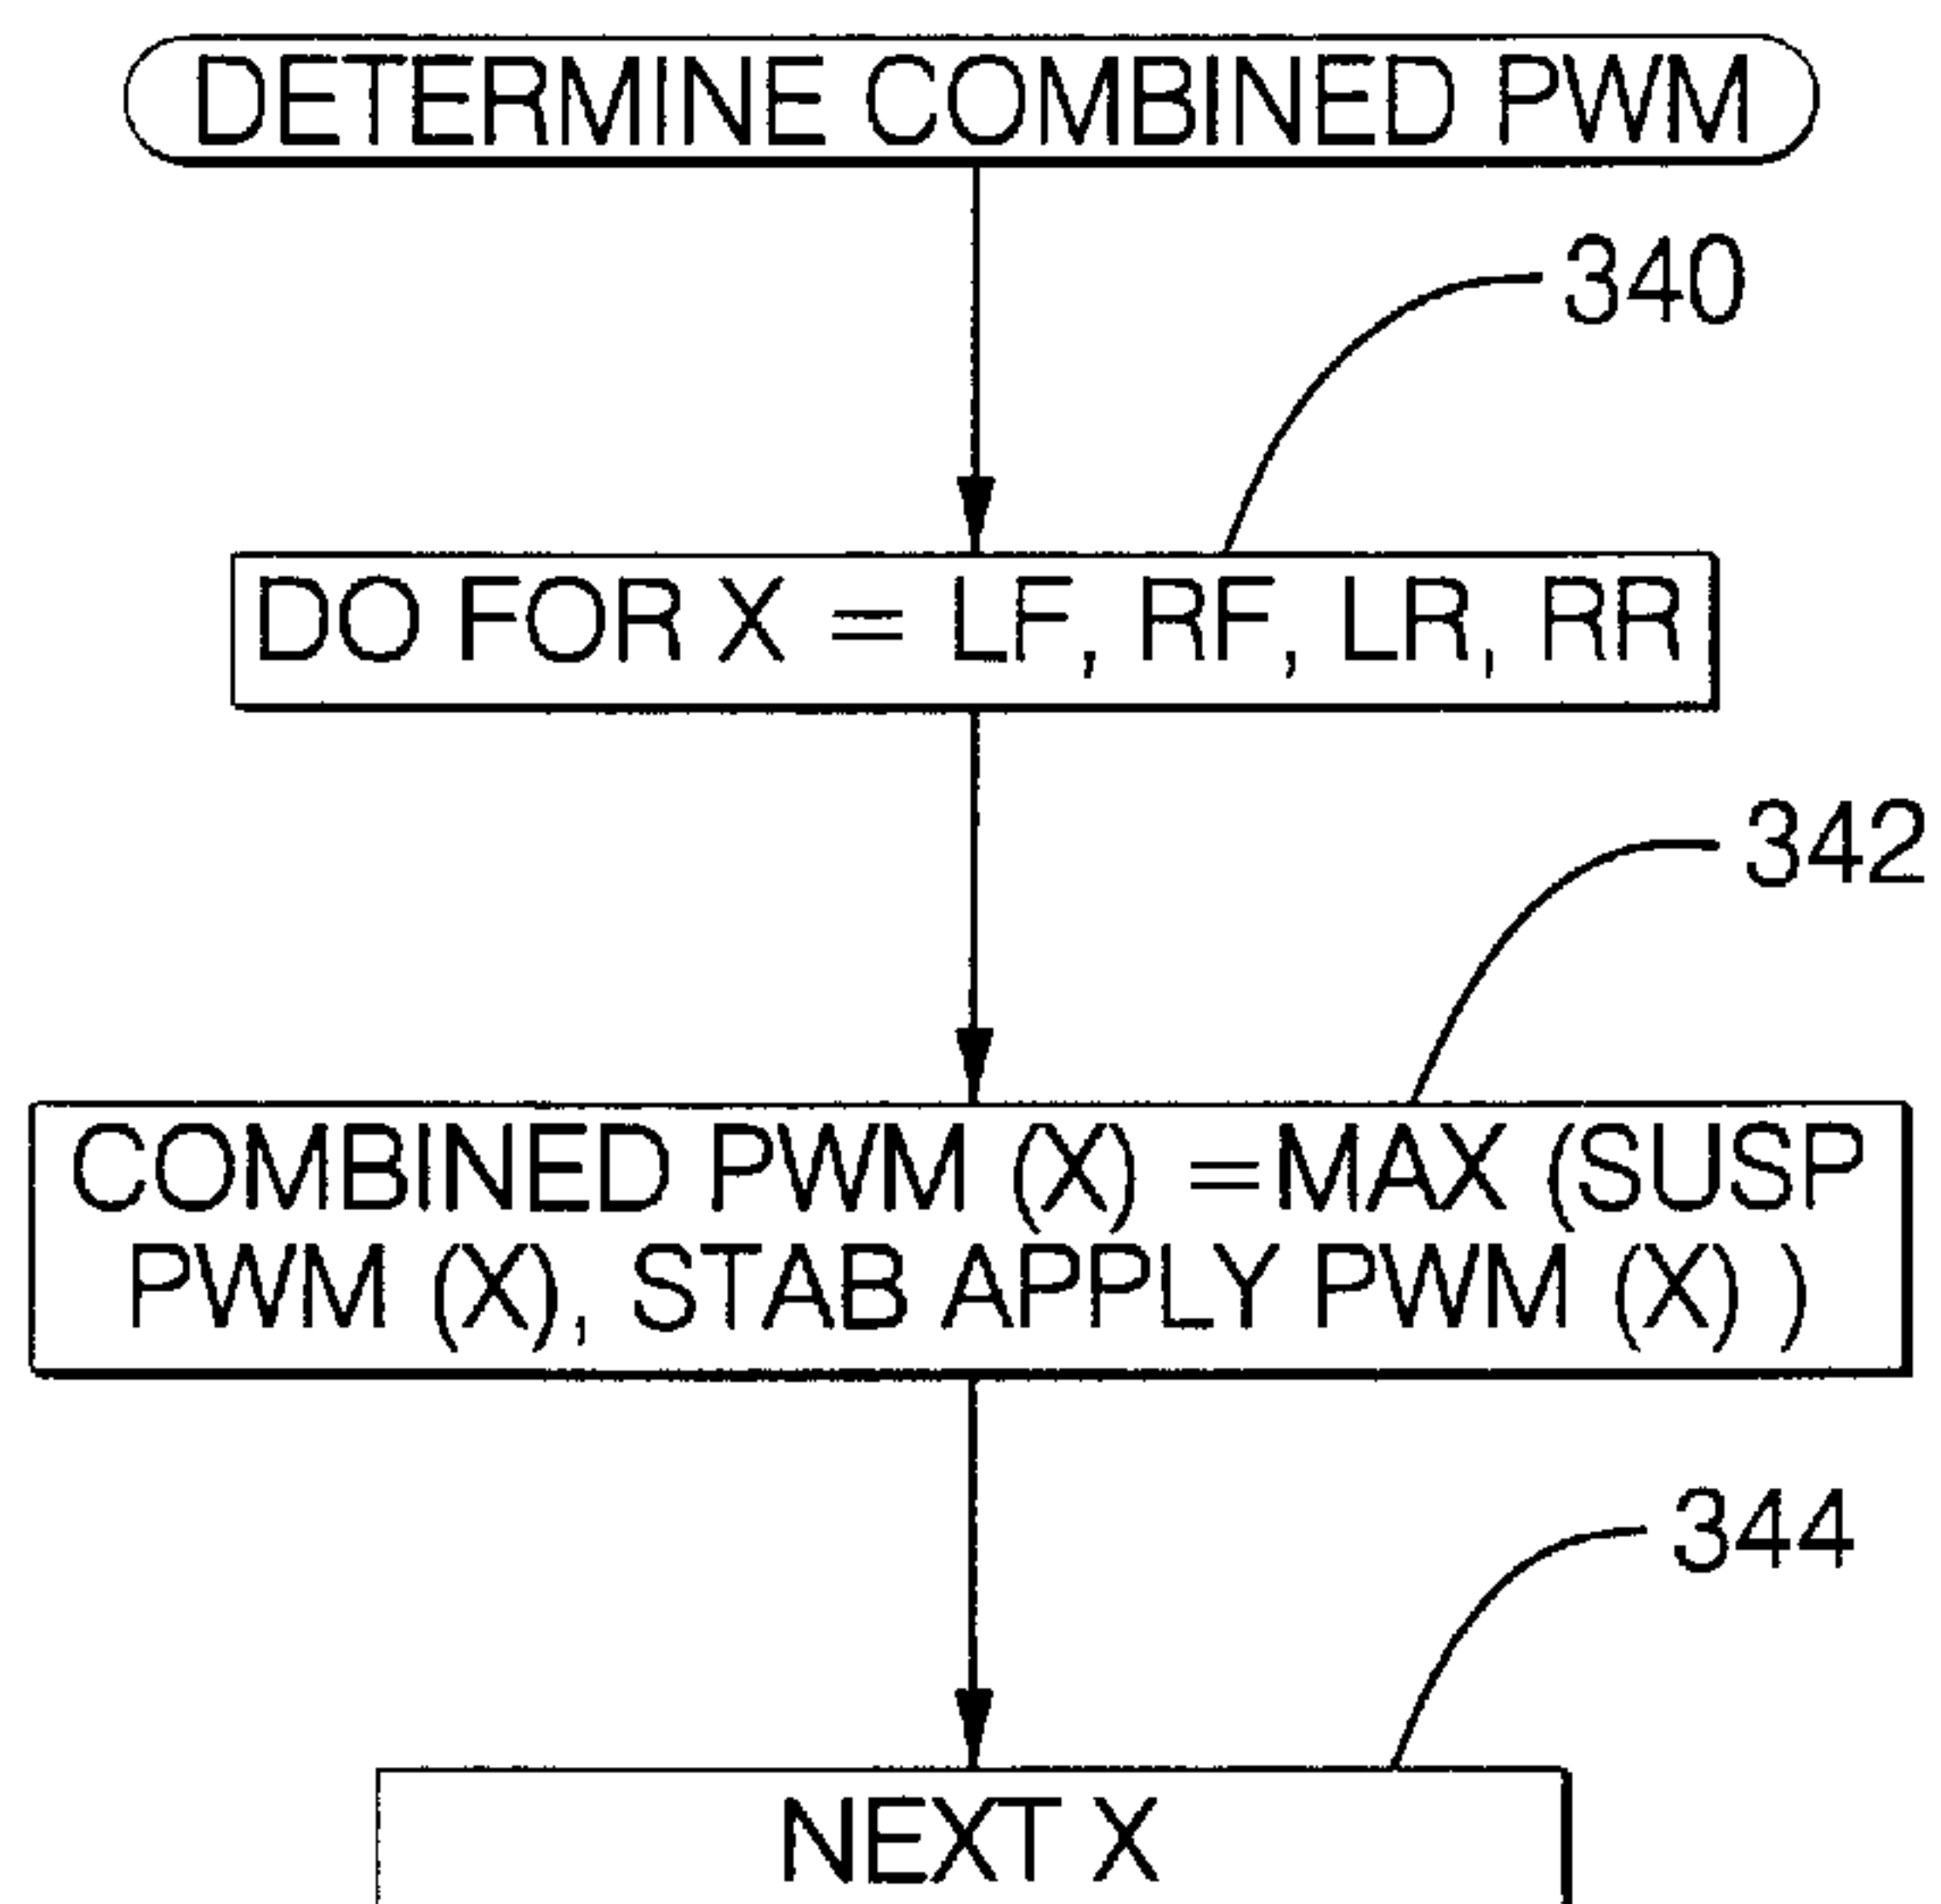 DETERMINE COMBINED PWM
340
DO FOR X = LF, RF, LR, RR
342
COMBINED PWM (X) =MAX (SUSP
PWM (X), STAB APPLY PWM (X) )
344
NEXT X